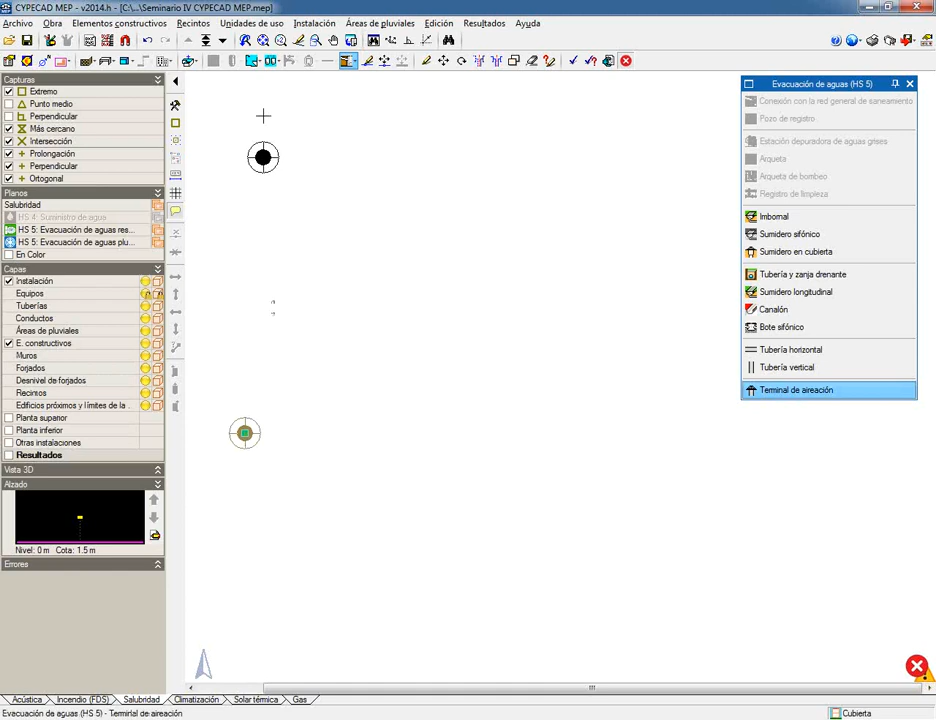 CYPECAD MEP - v2014.h - [C:\...\Seminario IV CYPECAD MEP.mep]
Archivo Obra Elementos constructivos Recintos Unidades de uso Instalación Áreas de pluviales Edición Resultados Ayuda
Capturas
Extremo
Punto medio
Perpendicular
Más cercano
Intersección
Prolongación
Perpendicular
Ortogonal
Planos
Salubridad
HS 4: Suministro de agua
HS 5: Evacuación de aguas res...
HS 5: Evacuación de aguas plu...
En Color
Capas
Instalación
Equipos
Tuberías
Conductos
Áreas de pluviales
E. constructivos
Muros
Forjados
Desnivel de forjados
Recintos
Edificios próximos y límites de la ...
Planta superior
Planta inferior
Otras instalaciones
Resultados
Vista 3D
Alzado
Nivel: 0 m Cota: 1.5 m
Errores
Evacuación de aguas (HS 5)
Conexión con la red general de saneamiento
Pozo de registro
Estación depuradora de aguas grises
Arqueta
Arqueta de bombeo
Registro de limpieza
Imbornal
Sumidero sifónico
Sumidero en cubierta
Tubería y zanja drenante
Sumidero longitudinal
Canalón
Bote sifónico
Tubería horizontal
Tubería vertical
Terminal de aireación
Acústica Incendio (FDS) Salubridad Climatización Solar térmica Gas
Evacuación de aguas (HS 5) - Terminal de aireación
Cubierta